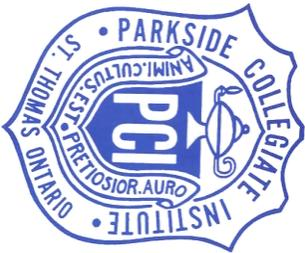 • PARKSIDE COLLEGIATE INSTITUTE •
ST. THOMAS ONTARIO
ANIMI.CULTUS.EST•PRETIOSIOR.AURO
PCI